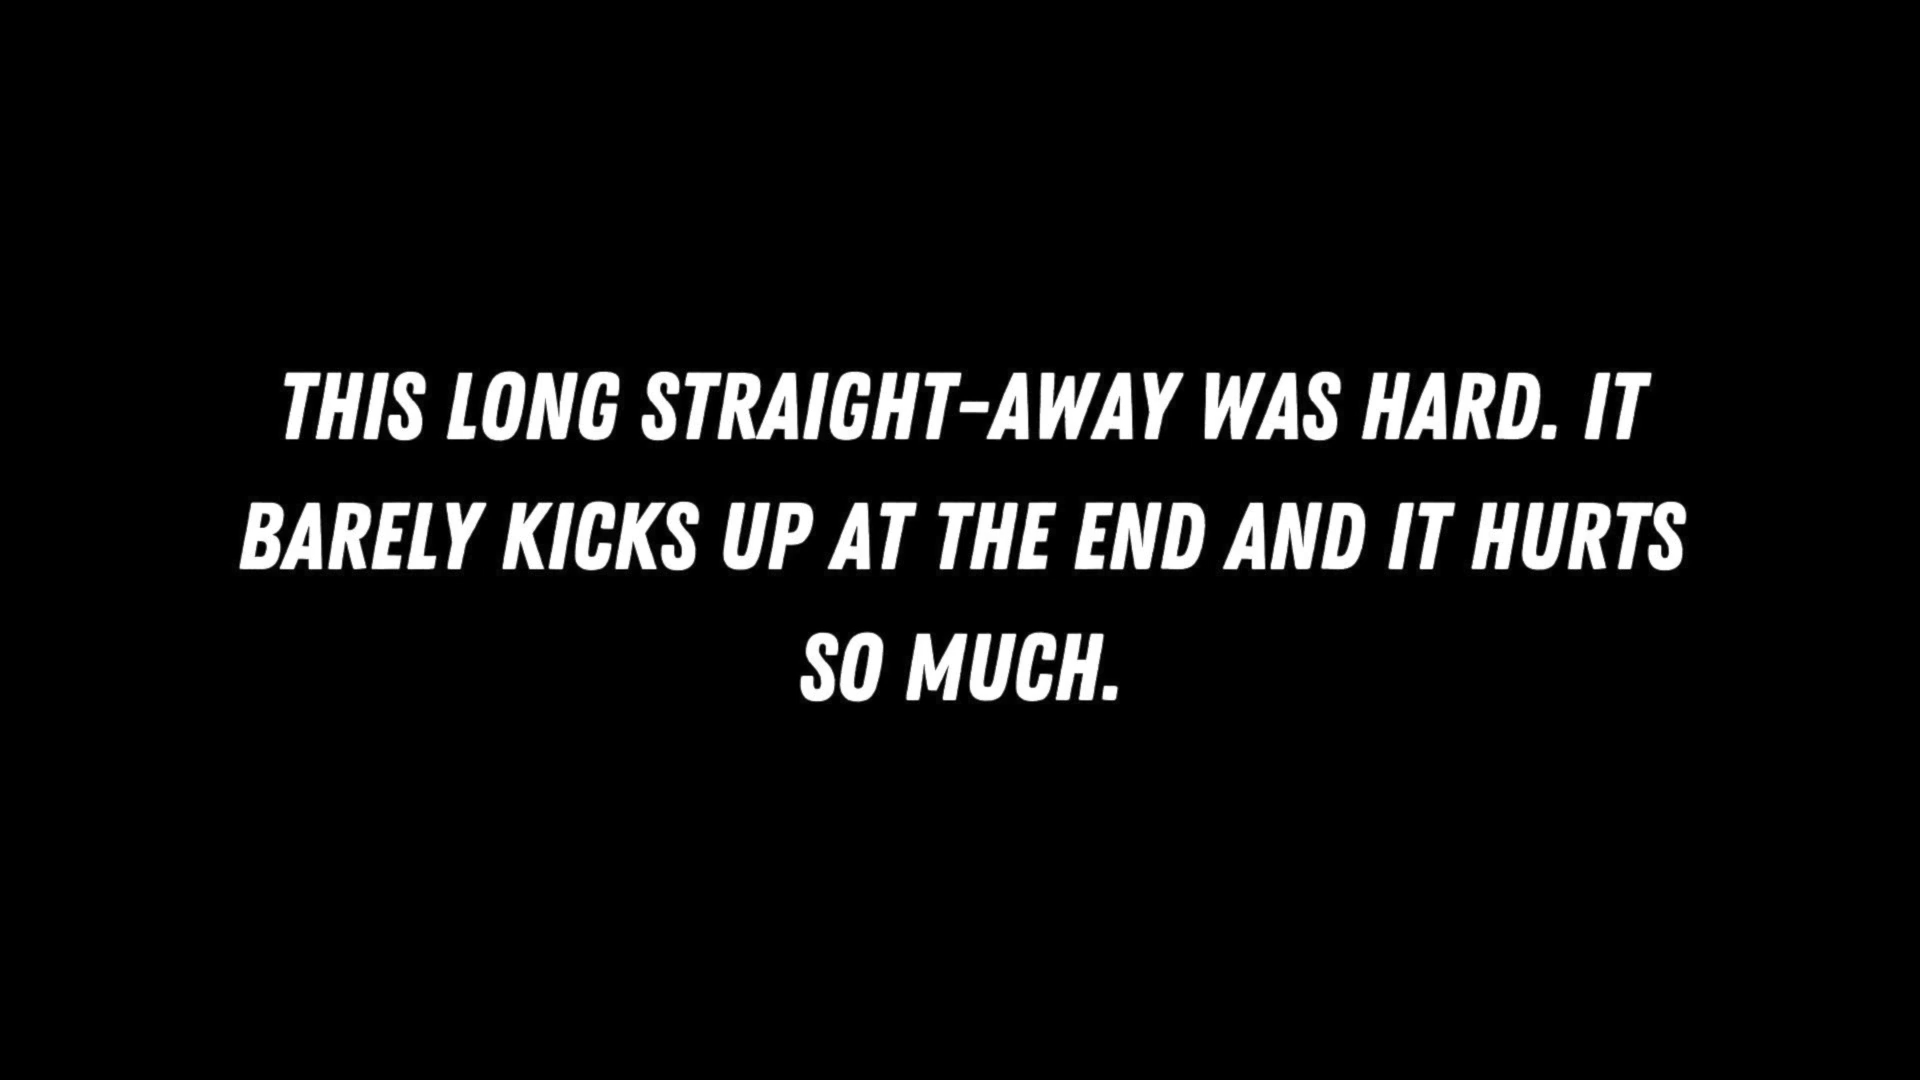 THIS LONG STRAIGHT-AWAY WAS HARD. IT
BARELY KICKS UP AT THE END AND IT HURTS
SO MUCH.